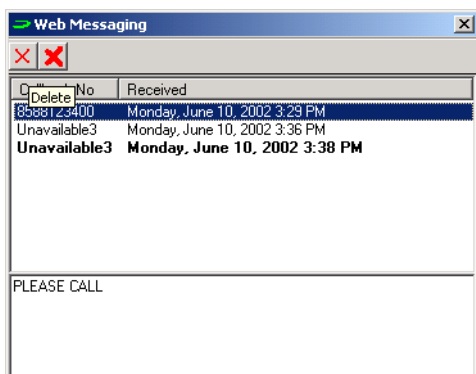 Web Messaging
No Received
Delete
8588123400 Monday, June 10, 2002 3:29 PM
Unavailable3 Monday, June 10, 2002 3:36 PM
Unavailable3 Monday, June 10, 2002 3:38 PM
PLEASE CALL